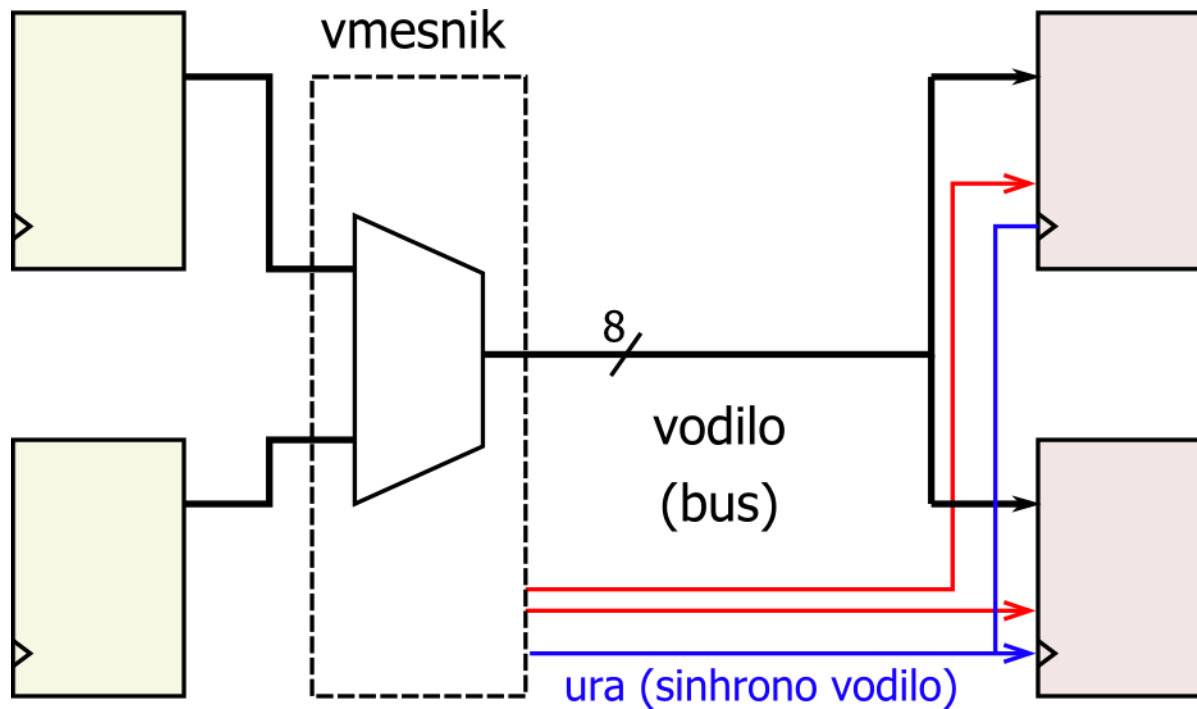 vmesnik
8
vodilo
(bus)
ura (sinhrono vodilo)